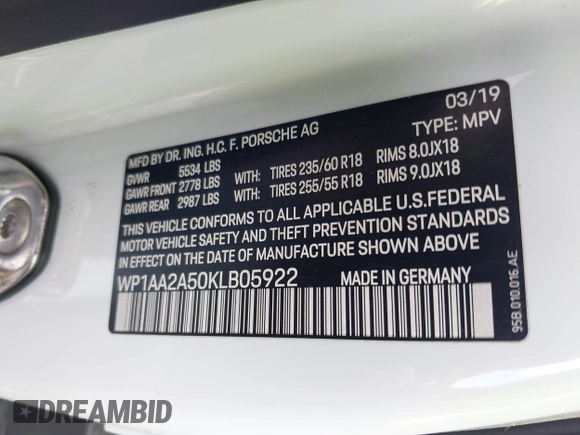 03/19
MFD BY DR. ING. H.C. F. PORSCHE AG
TYPE: MPV
GVWR 5534 LBS
GAWR FRONT 2778 LBS WITH: TIRES 235/60 R18 RIMS 8.0JX18
GAWR REAR 2987 LBS WITH: TIRES 255/55 R18 RIMS 9.0JX18
THIS VEHICLE CONFORMS TO ALL APPLICABLE U.S.FEDERAL
MOTOR VEHICLE SAFETY AND THEFT PREVENTION STANDARDS
IN EFFECT ON THE DATE OF MANUFACTURE SHOWN ABOVE
WP1AA2A50KLB05922 MADE IN GERMANY
95B.010.016.AE
DREAMBID